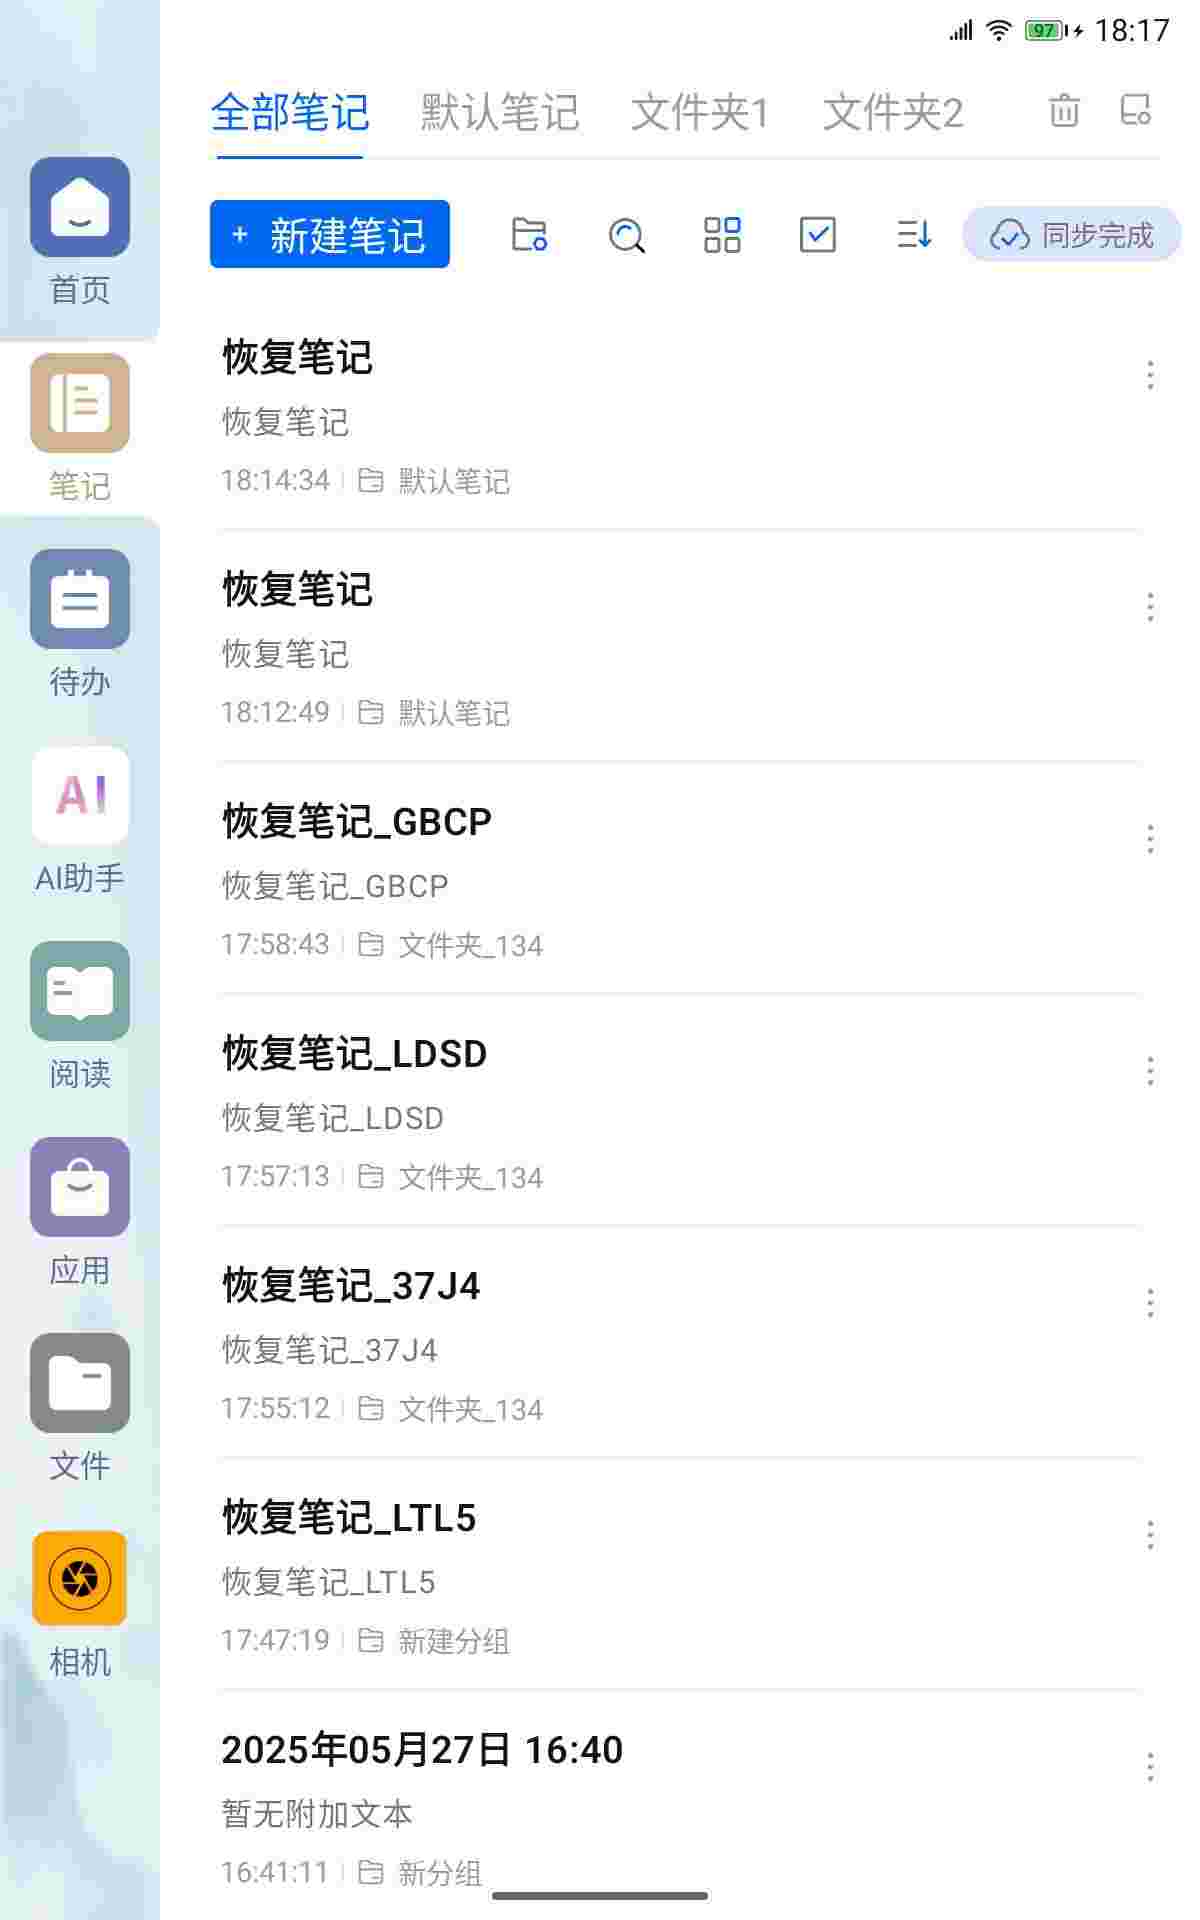 97 18:17
全部笔记 默认笔记 文件夹1 文件夹2
+ 新建笔记 同步完成
首页
笔记
待办
AI
AI助手
阅读
应用
文件
相机
恢复笔记
恢复笔记
18:14:34 默认笔记
恢复笔记
恢复笔记
18:12:49 默认笔记
恢复笔记_GBCP
恢复笔记_GBCP
17:58:43 文件夹_134
恢复笔记_LDSD
恢复笔记_LDSD
17:57:13 文件夹_134
恢复笔记_37J4
恢复笔记_37J4
17:55:12 文件夹_134
恢复笔记_LTL5
恢复笔记_LTL5
17:47:19 新建分组
2025年05月27日 16:40
暂无附加文本
16:41:11 新分组